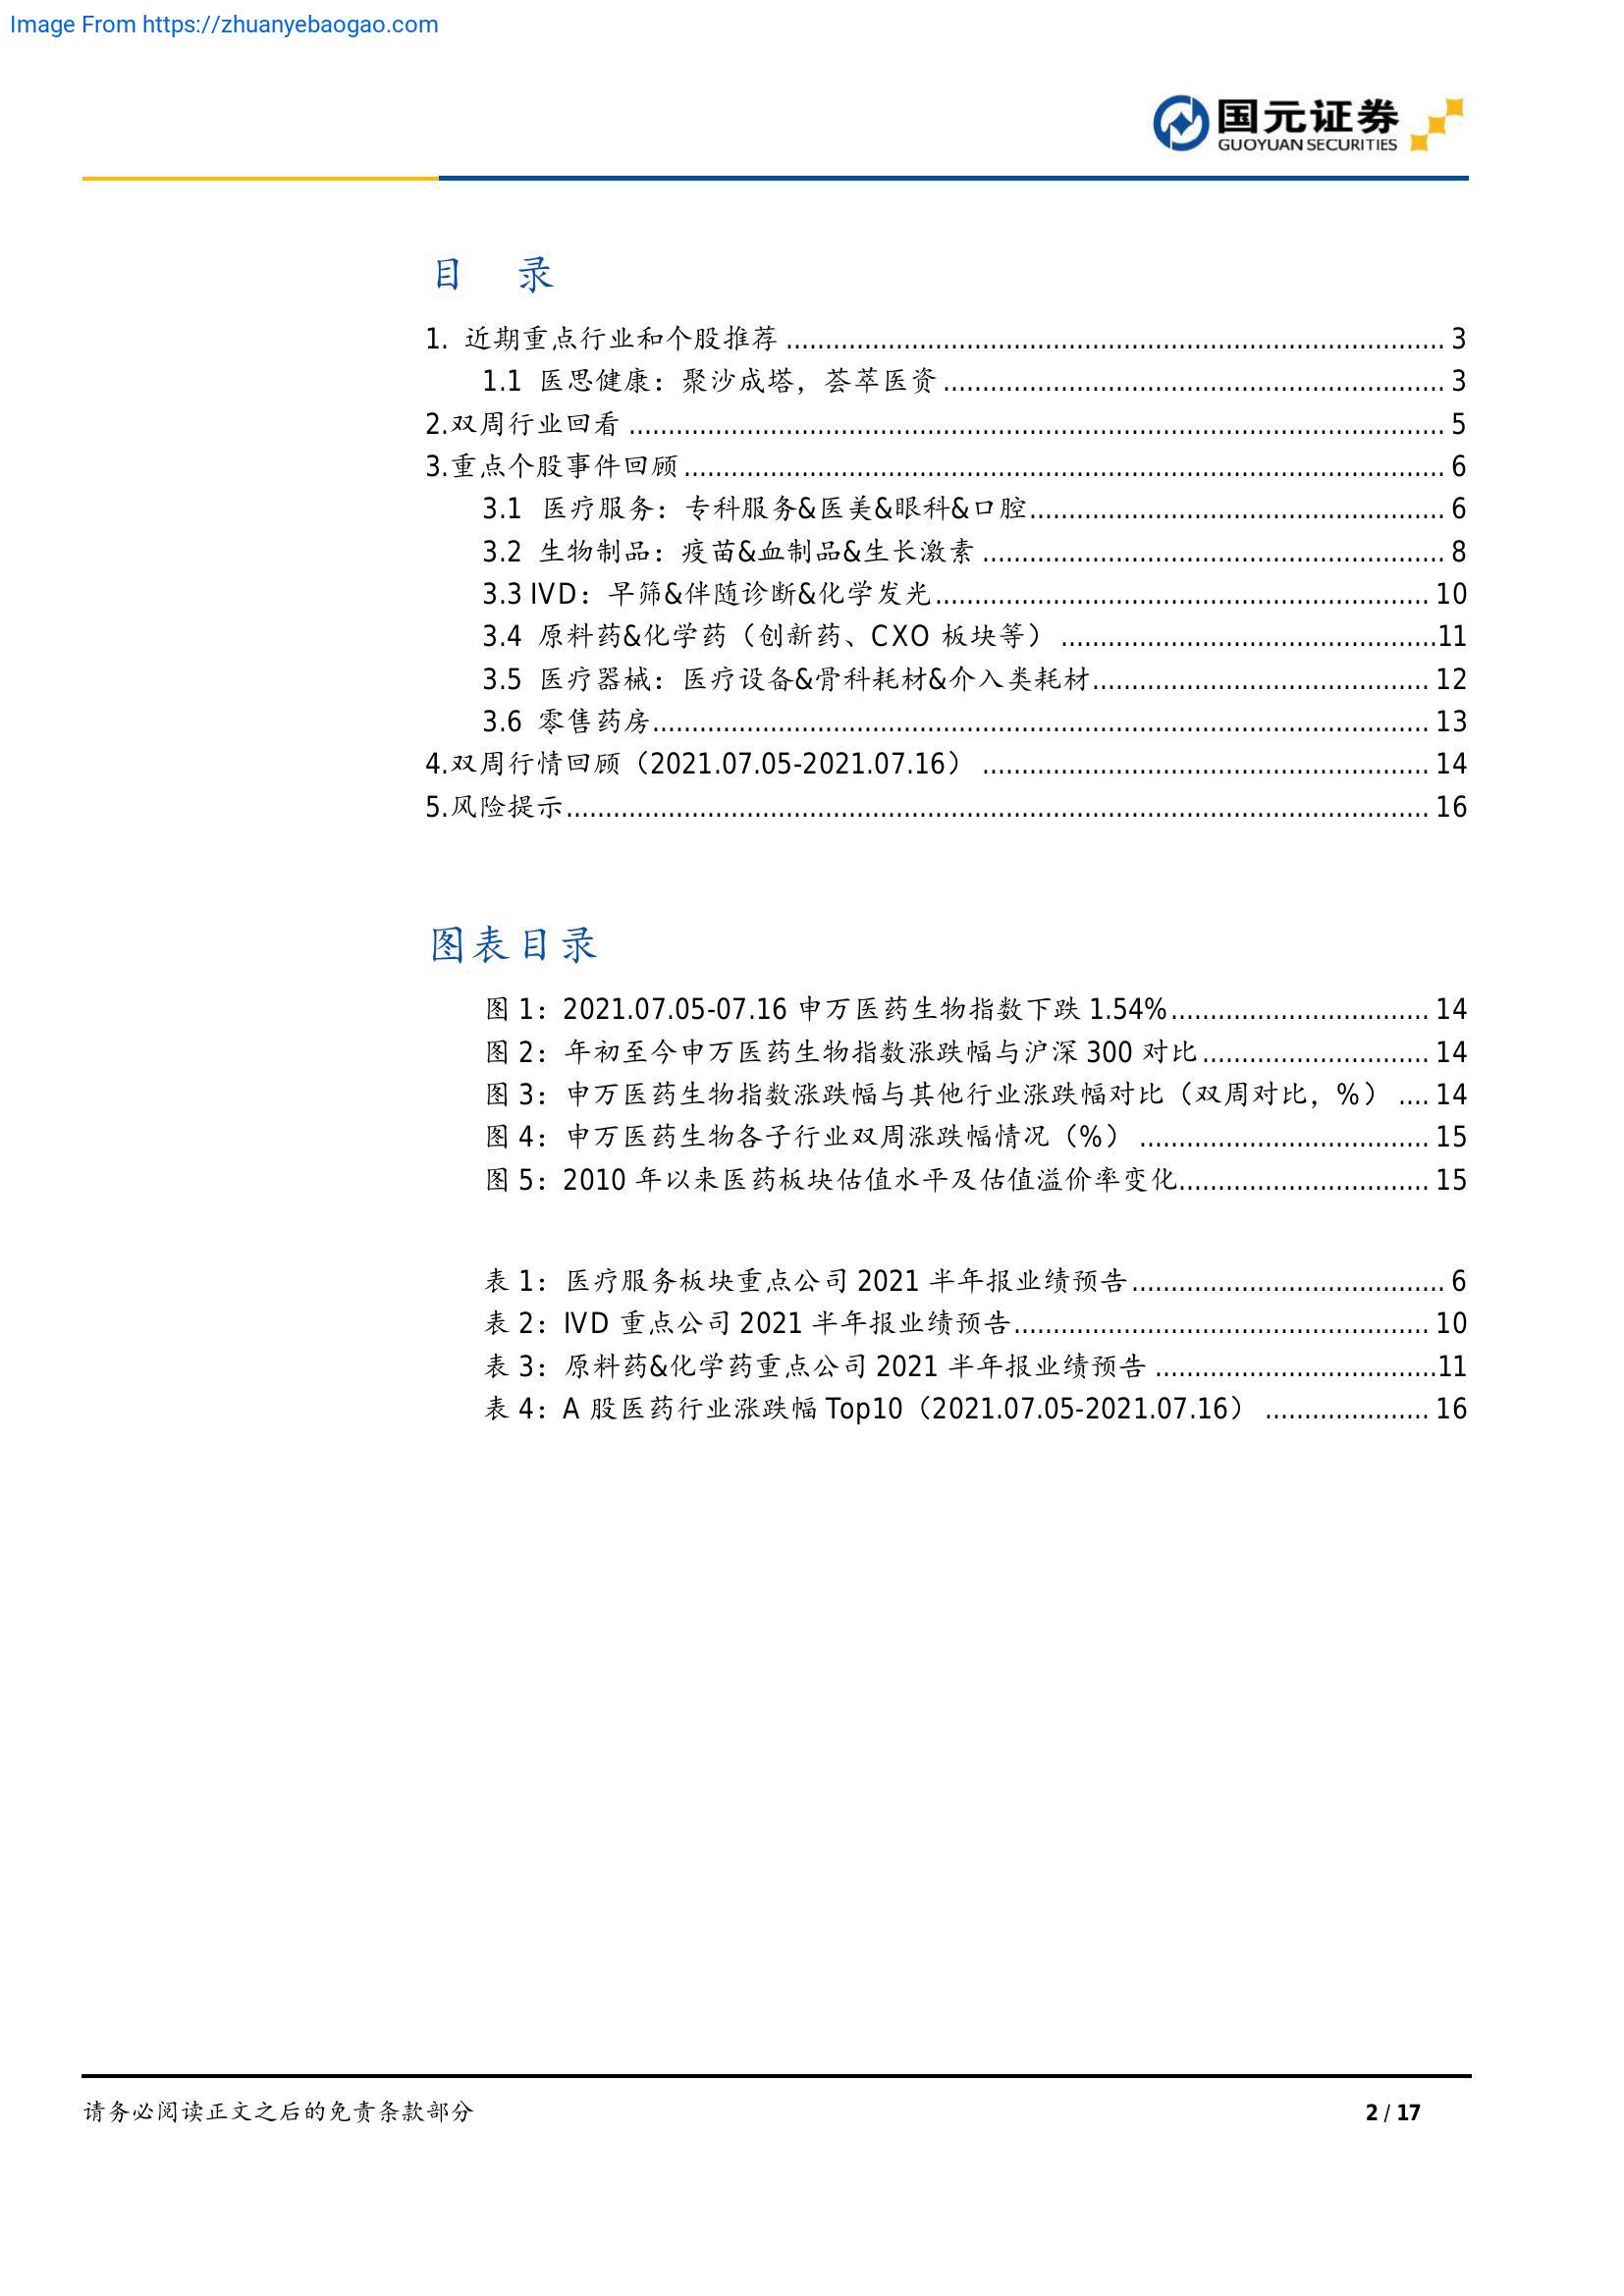 Image From https://zhuanyebaogao.com
国元证券
GUOYUAN SECURITIES
目 录
1. 近期重点行业和个股推荐 ........ 3
1.1 医思健康：聚沙成塔，荟萃医资 ........ 3
2.双周行业回看 ........ 5
3.重点个股事件回顾 ........ 6
3.1 医疗服务：专科服务&医美&眼科&口腔 ........ 6
3.2 生物制品：疫苗&血制品&生长激素 ........ 8
3.3 IVD：早筛&伴随诊断&化学发光 ........ 10
3.4 原料药&化学药（创新药、CXO 板块等） ........ 11
3.5 医疗器械：医疗设备&骨科耗材&介入类耗材 ........ 12
3.6 零售药房 ........ 13
4.双周行情回顾（2021.07.05-2021.07.16） ........ 14
5.风险提示 ........ 16
图表目录
图 1：2021.07.05-07.16 申万医药生物指数下跌 1.54% ........ 14
图 2：年初至今申万医药生物指数涨跌幅与沪深 300 对比 ........ 14
图 3：申万医药生物指数涨跌幅与其他行业涨跌幅对比（双周对比，%） .... 14
图 4：申万医药生物各子行业双周涨跌幅情况（%） ........ 15
图 5：2010 年以来医药板块估值水平及估值溢价率变化 ........ 15
表 1：医疗服务板块重点公司 2021 半年报业绩预告 ........ 6
表 2：IVD 重点公司 2021 半年报业绩预告 ........ 10
表 3：原料药&化学药重点公司 2021 半年报业绩预告 ........ 11
表 4：A 股医药行业涨跌幅 Top10（2021.07.05-2021.07.16） ........ 16
请务必阅读正文之后的免责条款部分
2 / 17